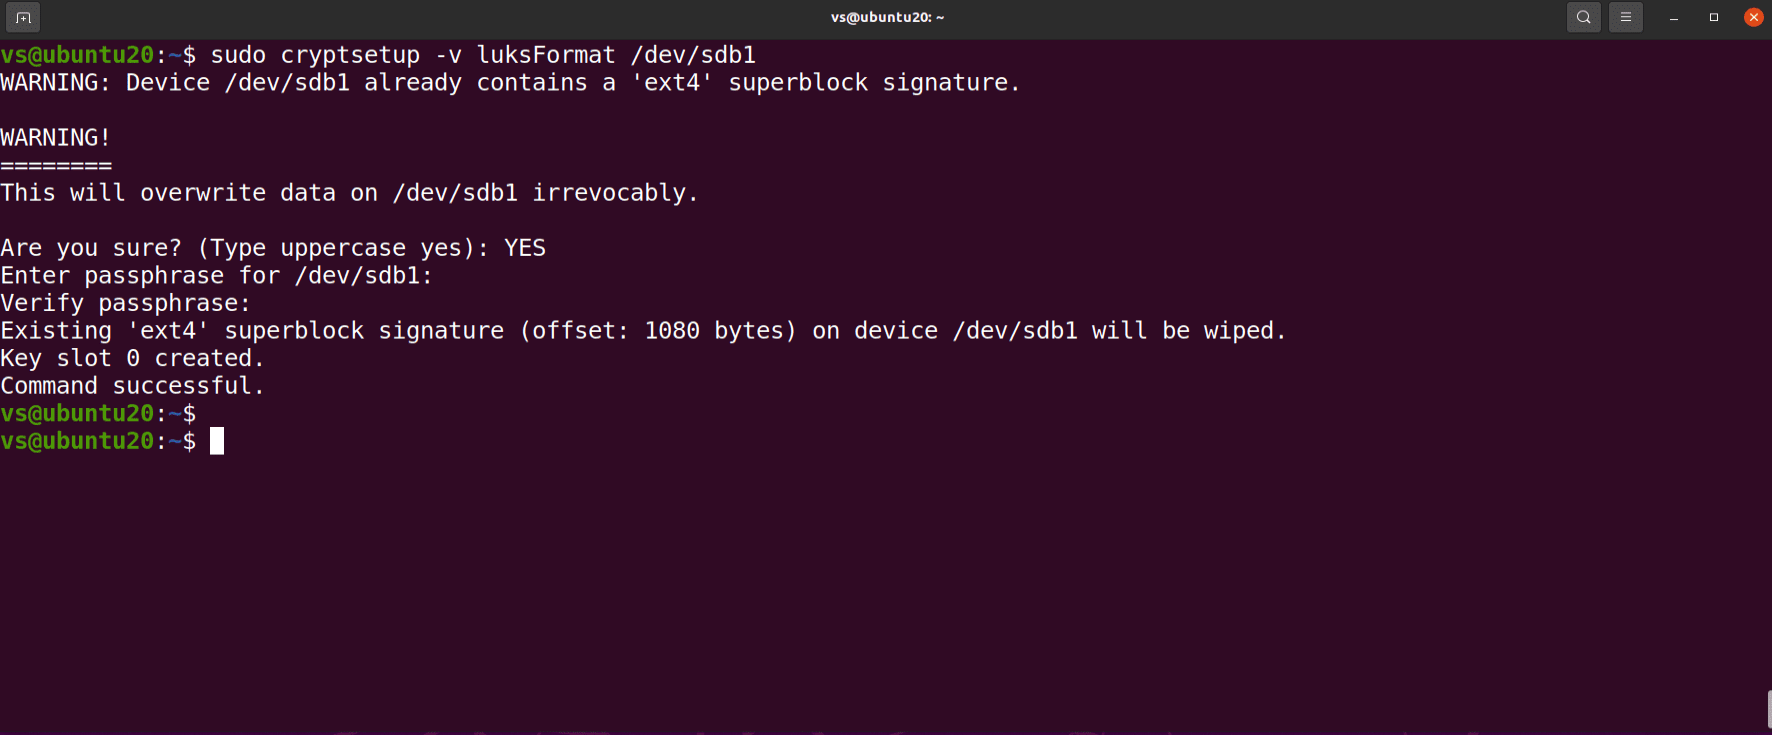 vs@ubuntu20: ~
vs@ubuntu20:~$ sudo cryptsetup -v luksFormat /dev/sdb1
WARNING: Device /dev/sdb1 already contains a 'ext4' superblock signature.
WARNING!
========
This will overwrite data on /dev/sdb1 irrevocably.
Are you sure? (Type uppercase yes): YES
Enter passphrase for /dev/sdb1:
Verify passphrase:
Existing 'ext4' superblock signature (offset: 1080 bytes) on device /dev/sdb1 will be wiped.
Key slot 0 created.
Command successful.
vs@ubuntu20:~$
vs@ubuntu20:~$